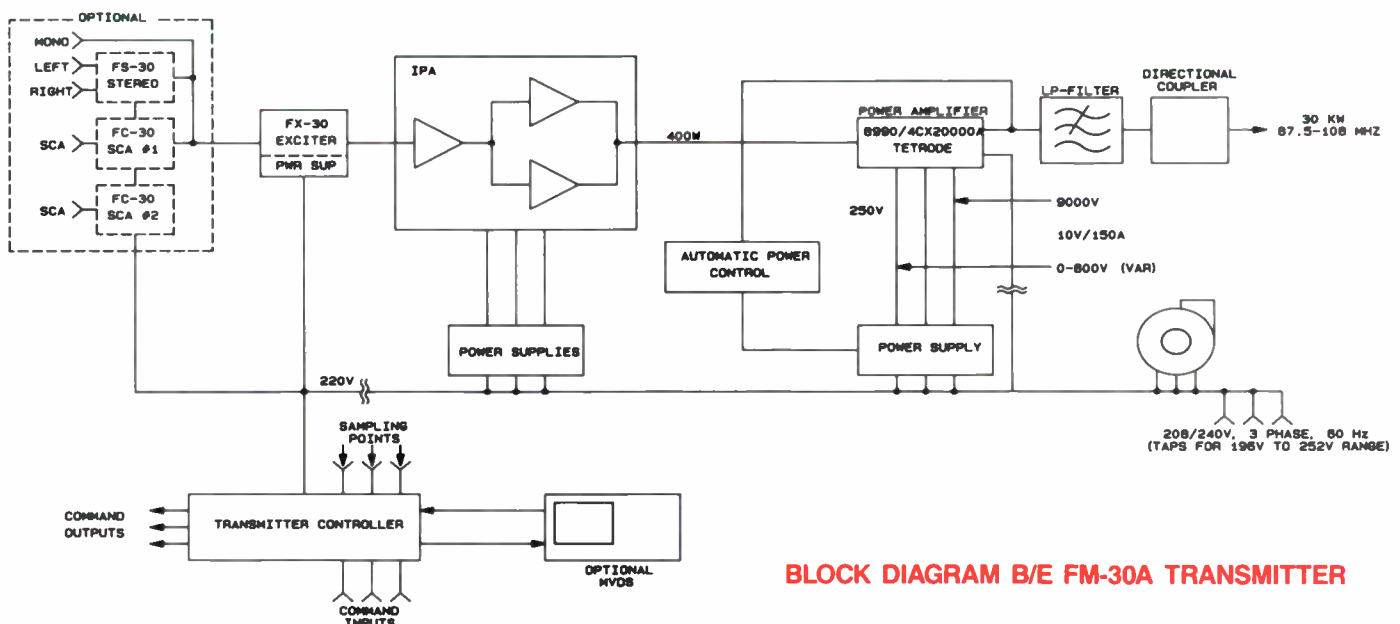 OPTIONAL
MONO
LEFT
RIGHT
FS-30
STEREO
SCA
FC-30
SCA #1
SCA
FC-30
SCA #2
FX-30
EXCITER
PWR SUP
IPA
400W
POWER AMPLIFIER
8990/4CX20000A
TETRODE
LP-FILTER
DIRECTIONAL
COUPLER
30 KW
87.5-108 MHZ
250V
9000V
10V/150A
0-800V (VAR)
AUTOMATIC POWER
CONTROL
POWER SUPPLIES
POWER SUPPLY
220V
208/240V, 3 PHASE, 60 Hz
(TAPS FOR 196V TO 252V RANGE)
SAMPLING
POINTS
COMMAND
OUTPUTS
TRANSMITTER CONTROLLER
OPTIONAL
MVDS
COMMAND
INPUTS
BLOCK DIAGRAM B/E FM-30A TRANSMITTER